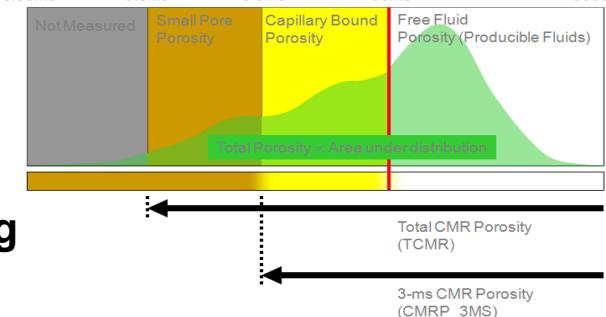 Not Measured
Small Pore
Porosity
Capillary Bound
Porosity
Free Fluid
Porosity (Producible Fluids)
Total Porosity < Area under distribution
g
Total CMR Porosity
(TCMR)
3-ms CMR Porosity
(CMRP_3MS)